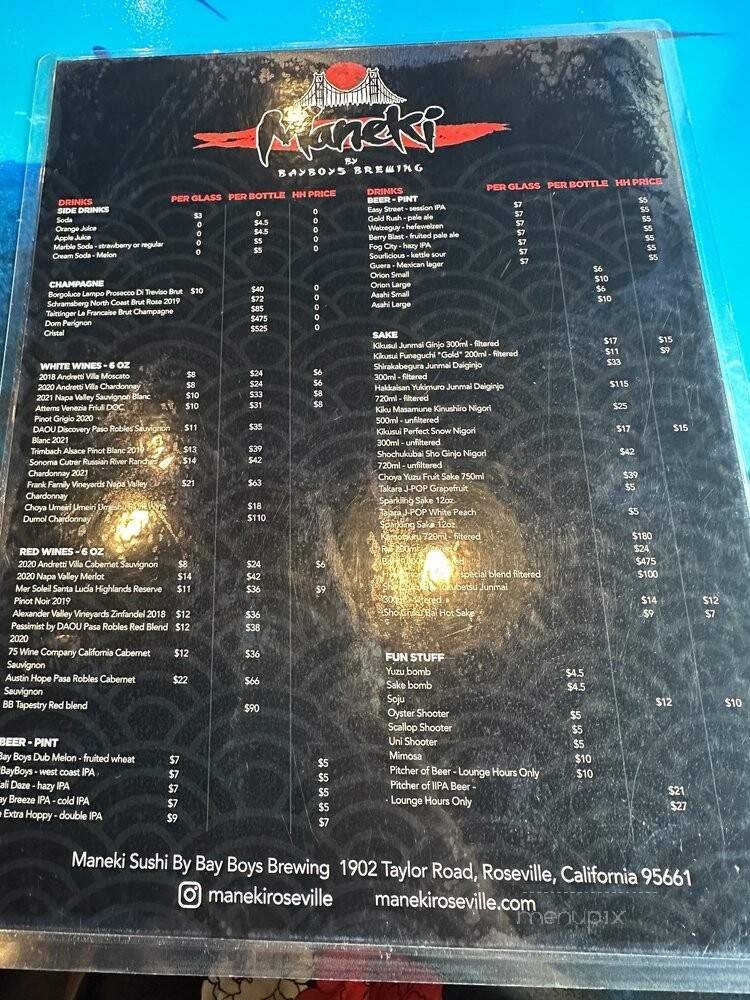 Maneki
BY
BAYBOYS BREWING
DRINKS PER GLASS PER BOTTLE HH PRICE
SIDE DRINKS
Soda $3 0 0
Orange Juice 0 $4.5 0
Apple Juice 0 $4.5 0
Marble Soda - strawberry or regular 0 $5 0
Cream Soda - Melon 0 $5 0
CHAMPAGNE
Borgoluce Lampo Prosecco Di Treviso Brut $10 $40 0
Schramsberg North Coast Brut Rose 2019 $72 0
Taittinger La Francaise Brut Champagne $85 0
Dom Perignon $475 0
Cristal $525 0
WHITE WINES - 6 OZ
2018 Andretti Villa Moscato $8 $24 $6
2020 Andretti Villa Chardonnay $8 $24 $6
2021 Napa Valley Sauvignon Blanc $10 $33 $8
Attems Venezia Friuli DOC $10 $31 $8
Pinot Grigio 2020
DAOU Discovery Paso Robles Sauvignon $11 $35
Blanc 2021
Trimbach Alsace Pinot Blanc 2019 $13 $39
Sonoma Cutrer Russian River Ranches $14 $42
Chardonnay 2021
Frank Family Vineyards Napa Valley $21 $63
Chardonnay
Choya Umeiri Umeiri Umeshu $18
Dumol Chardonnay $110
RED WINES - 6 OZ
2020 Andretti Villa Cabernet Sauvignon $8 $24 $6
2020 Napa Valley Merlot $14 $42
Mer Soleil Santa Lucia Highlands Reserve $11 $36 $9
Pinot Noir 2019
Alexander Valley Vineyards Zinfandel 2018 $12 $36
Pessimist by DAOU Pasa Robles Red Blend $12 $38
2020
75 Wine Company California Cabernet $12 $36
Sauvignon
Austin Hope Pasa Robles Cabernet $22 $66
Sauvignon
BB Tapestry Red blend $90
BEER - PINT
Bay Boys Dub Melon - fruited wheat $7 $5
BayBoys - west coast IPA $7 $5
ali Daze - hazy IPA $7 $5
ay Breeze IPA - cold IPA $7 $5
Extra Hoppy - double IPA $9 $7
DRINKS PER GLASS PER BOTTLE HH PRICE
BEER - PINT
Easy Street - session IPA $7 $5
Gold Rush - pale ale $7 $5
Weizeguy - hefeweizen $7 $5
Berry Blast - fruited pale ale $7 $5
Fog City - hazy IPA $7 $5
Sourlicious - kettle sour $7 $5
Guera - Mexican lager $7 $5
Orion Small $6
Orion Large $10
Asahi Small $6
Asahi Large $10
SAKE
Kikusui Junmai Ginjo 300ml - filtered $17 $15
Kikusui Funaguchi "Gold" 200ml - filtered $11 $9
Shirakabegura Junmai Daiginjo $33
300ml - filtered
Hakkaisan Yukimuro Junmai Daiginjo $115
720ml - filtered
Kiku Masamune Kinushiro Nigori $25
500ml - unfiltered
Kikusui Perfect Snow Nigori $17 $15
300ml - unfiltered
Shochukubai Sho Ginjo Nigori $42
720ml - unfiltered
Choya Yuzu Fruit Sake 750ml $39
Takara J-POP Grapefruit $5
Sparkling Sake 12oz
Tajara J-POP White Peach $5
Sparkling Sake 12oz
720ml - filtered $180
$24
$475
special blend filtered $100
Junmai
$14 $12
Sho Chiku Bai Hot Sake $9 $7
FUN STUFF
Yuzu bomb $4.5
Sake bomb $4.5
Soju $12 $10
Oyster Shooter $5
Scallop Shooter $5
Uni Shooter $5
Mimosa $10
Pitcher of Beer - Lounge Hours Only $10
Pitcher of IIPA Beer - $21
- Lounge Hours Only $27
Maneki Sushi By Bay Boys Brewing 1902 Taylor Road, Roseville, California 95661
manekiroseville manekiroseville.com
menupix